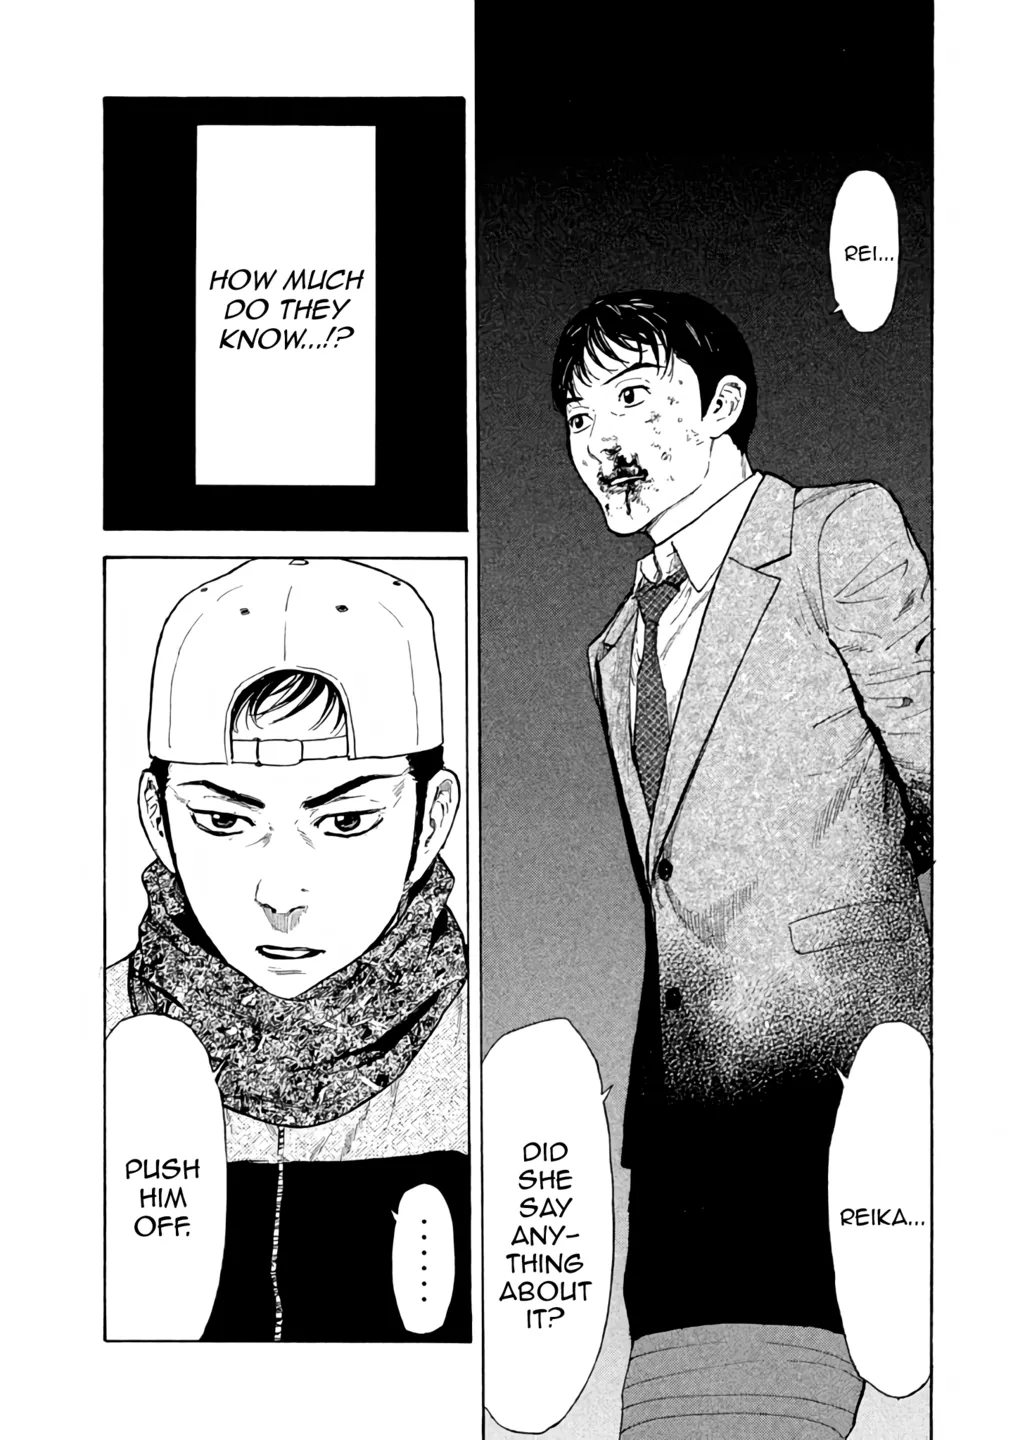 REI...
REIKA...
DID
SHE
SAY
ANY-
THING
ABOUT
IT?
HOW MUCH
DO THEY
KNOW...!?
......
PUSH
HIM
OFF.